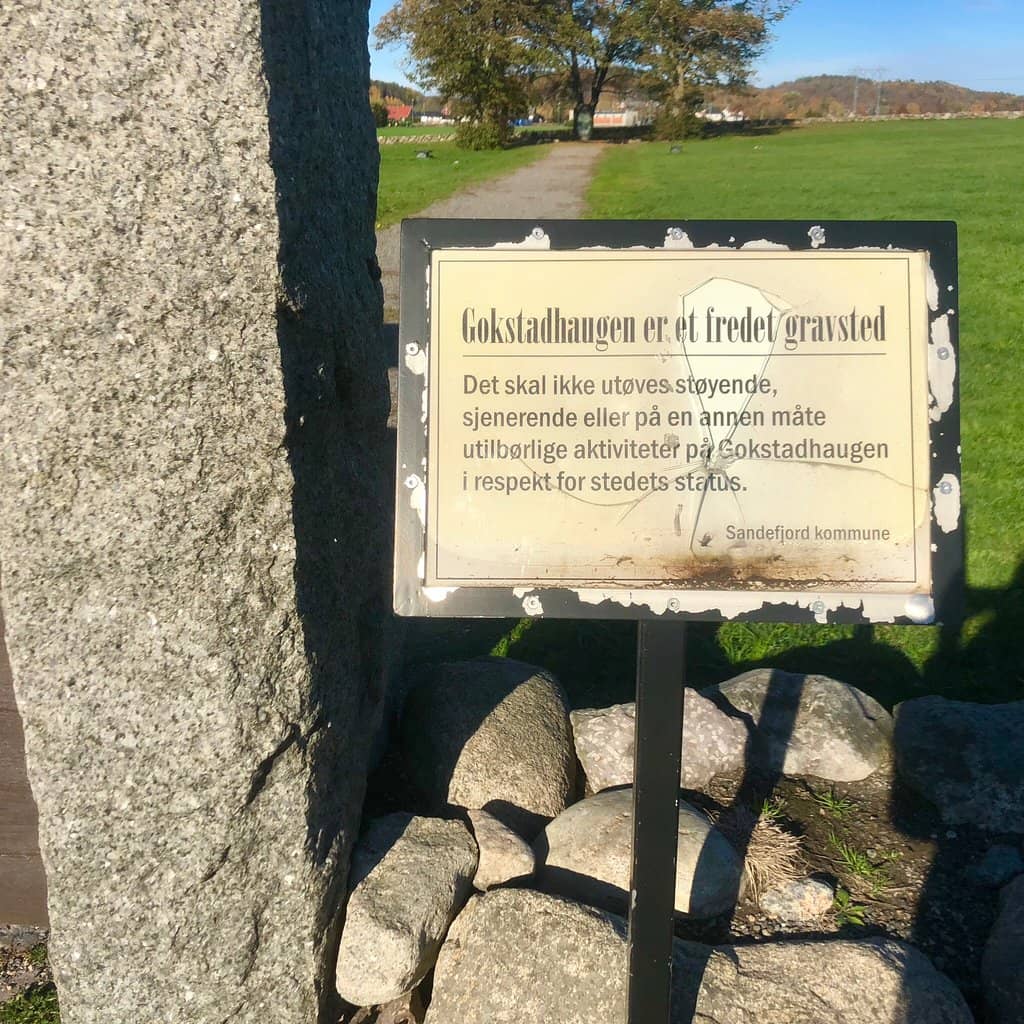 Gokstadhaugen er et fredet gravsted
Det skal ikke utøves støyende,
sjenerende eller på en annen måte
utilbørlige aktiviteter på Gokstadhaugen
i respekt for stedets status.
Sandefjord kommune